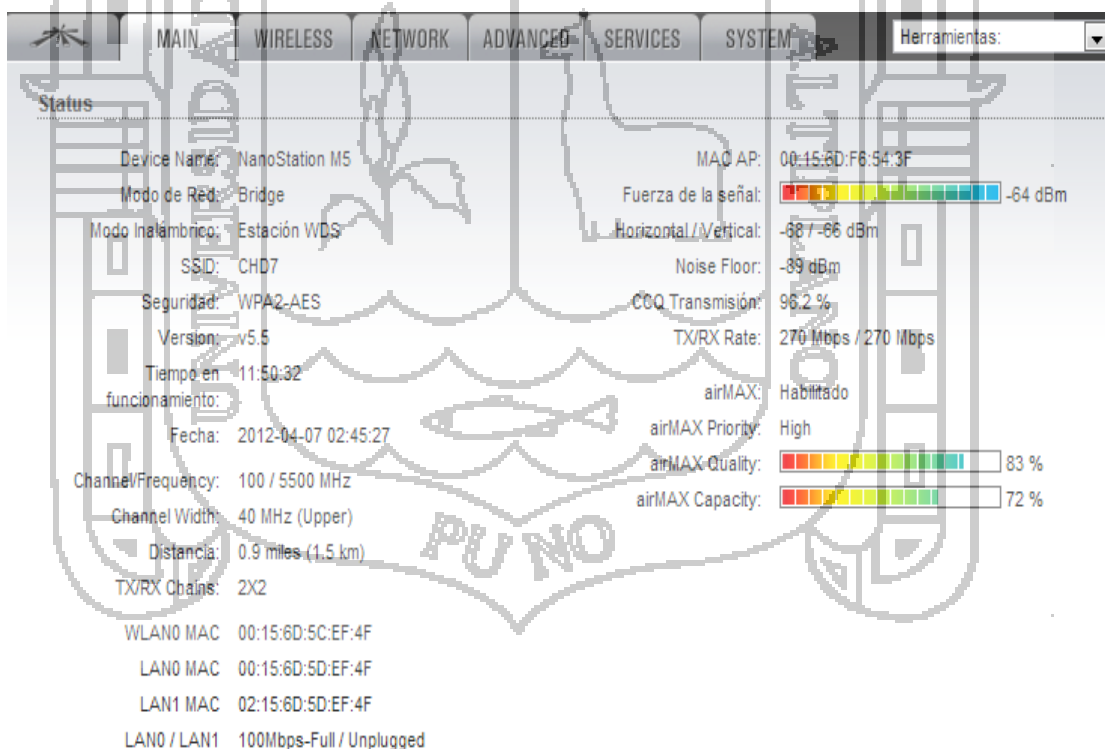 MAIN WIRELESS NETWORK ADVANCED SERVICES SYSTEM Herramientas:
Status
Device Name: NanoStation M5
Modo de Red: Bridge
Modo Inalámbrico: Estación WDS
SSID: CHD7
Seguridad: WPA2-AES
Version: v5.5
Tiempo en funcionamiento: 11:50:32
Fecha: 2012-04-07 02:45:27
Channel/Frequency: 100 / 5500 MHz
Channel Width: 40 MHz (Upper)
Distancia: 0.9 miles (1.5 km)
TX/RX Chains: 2X2
WLAN0 MAC 00:15:6D:5C:EF:4F
LAN0 MAC 00:15:6D:5D:EF:4F
LAN1 MAC 02:15:6D:5D:EF:4F
LAN0 / LAN1 100Mbps-Full / Unplugged
MAC AP: 00:15:6D:F6:54:3F
Fuerza de la señal: -64 dBm
Horizontal / Vertical: -68 / -66 dBm
Noise Floor: -89 dBm
CCQ Transmisión: 96.2 %
TX/RX Rate: 270 Mbps / 270 Mbps
airMAX: Habilitado
airMAX Priority: High
airMAX Quality: 83 %
airMAX Capacity: 72 %
PUNO